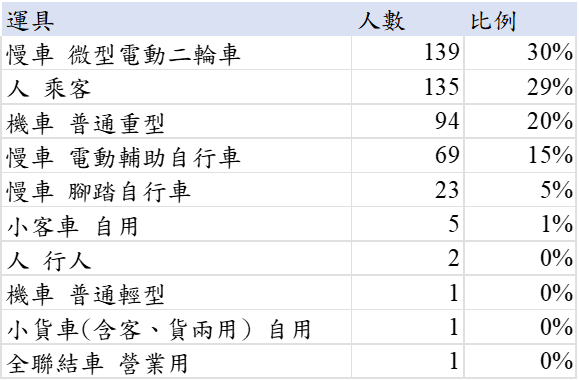 運具 人數 比例
慢車 微型電動二輪車 139 30%
人 乘客 135 29%
機車 普通重型 94 20%
慢車 電動輔助自行車 69 15%
慢車 腳踏自行車 23 5%
小客車 自用 5 1%
人 行人 2 0%
機車 普通輕型 1 0%
小貨車(含客、貨兩用) 自用 1 0%
全聯結車 營業用 1 0%